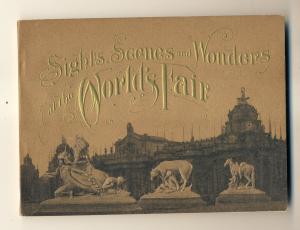 Sights, Scenes and Wonders
at the World's Fair